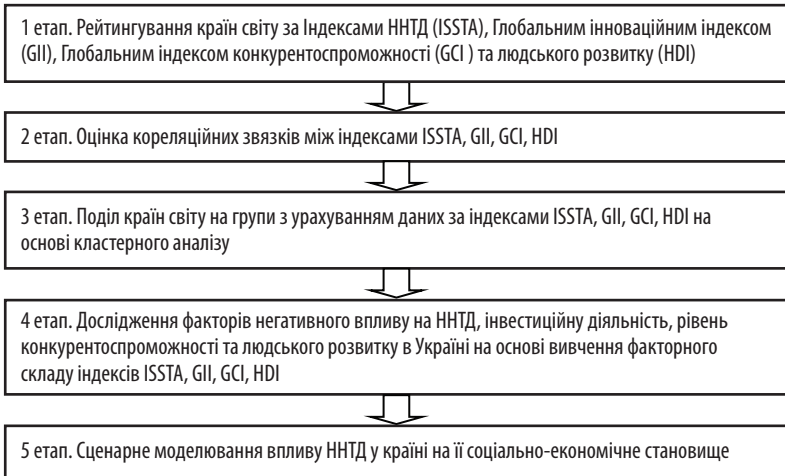 1 етап. Рейтингування країн світу за Індексами ННТД (ISSTA), Глобальним інноваційним індексом
(GII), Глобальним індексом конкурентоспроможності (GCI ) та людського розвитку (HDI)
2 етап. Оцінка кореляційних звязків між індексами ISSTA, GII, GCI, HDI
3 етап. Поділ країн світу на групи з урахуванням даних за індексами ISSTA, GII, GCI, HDI на
основі кластерного аналізу
4 етап. Дослідження факторів негативного впливу на ННТД, інвестиційну діяльність, рівень
конкурентоспроможності та людського розвитку в Україні на основі вивчення факторного
складу індексів ISSTA, GII, GCI, HDI
5 етап. Сценарне моделювання впливу ННТД у країні на її соціально-економічне становище